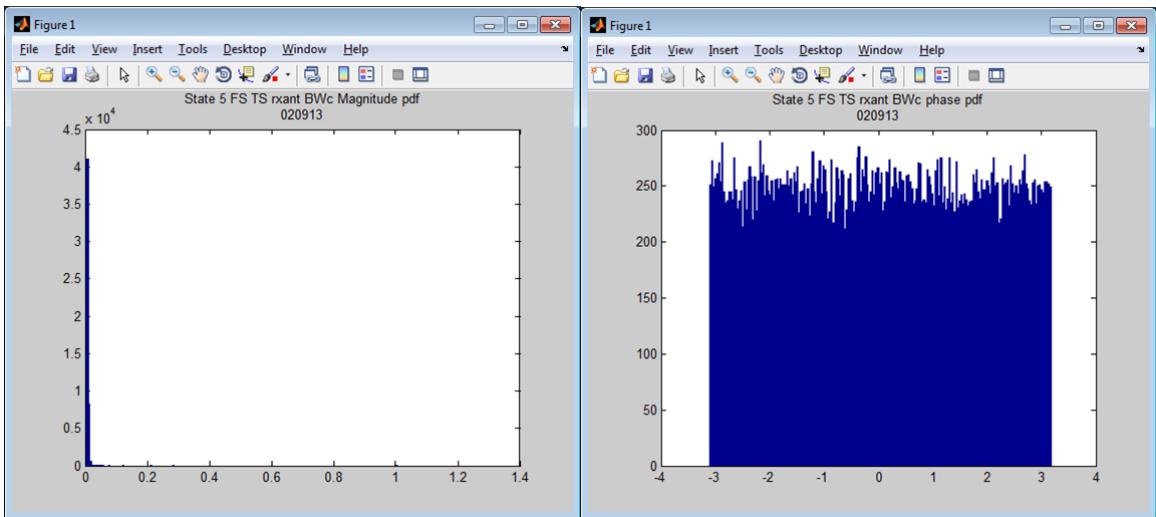 Figure 1
File Edit View Insert Tools Desktop Window Help
State 5 FS TS rxant BWc Magnitude pdf
020913
x 10^4
4.5
4
3.5
3
2.5
2
1.5
1
0.5
0
0 0.2 0.4 0.6 0.8 1 1.2 1.4
Figure 1
File Edit View Insert Tools Desktop Window Help
State 5 FS TS rxant BWc phase pdf
020913
300
250
200
150
100
50
0
-4 -3 -2 -1 0 1 2 3 4